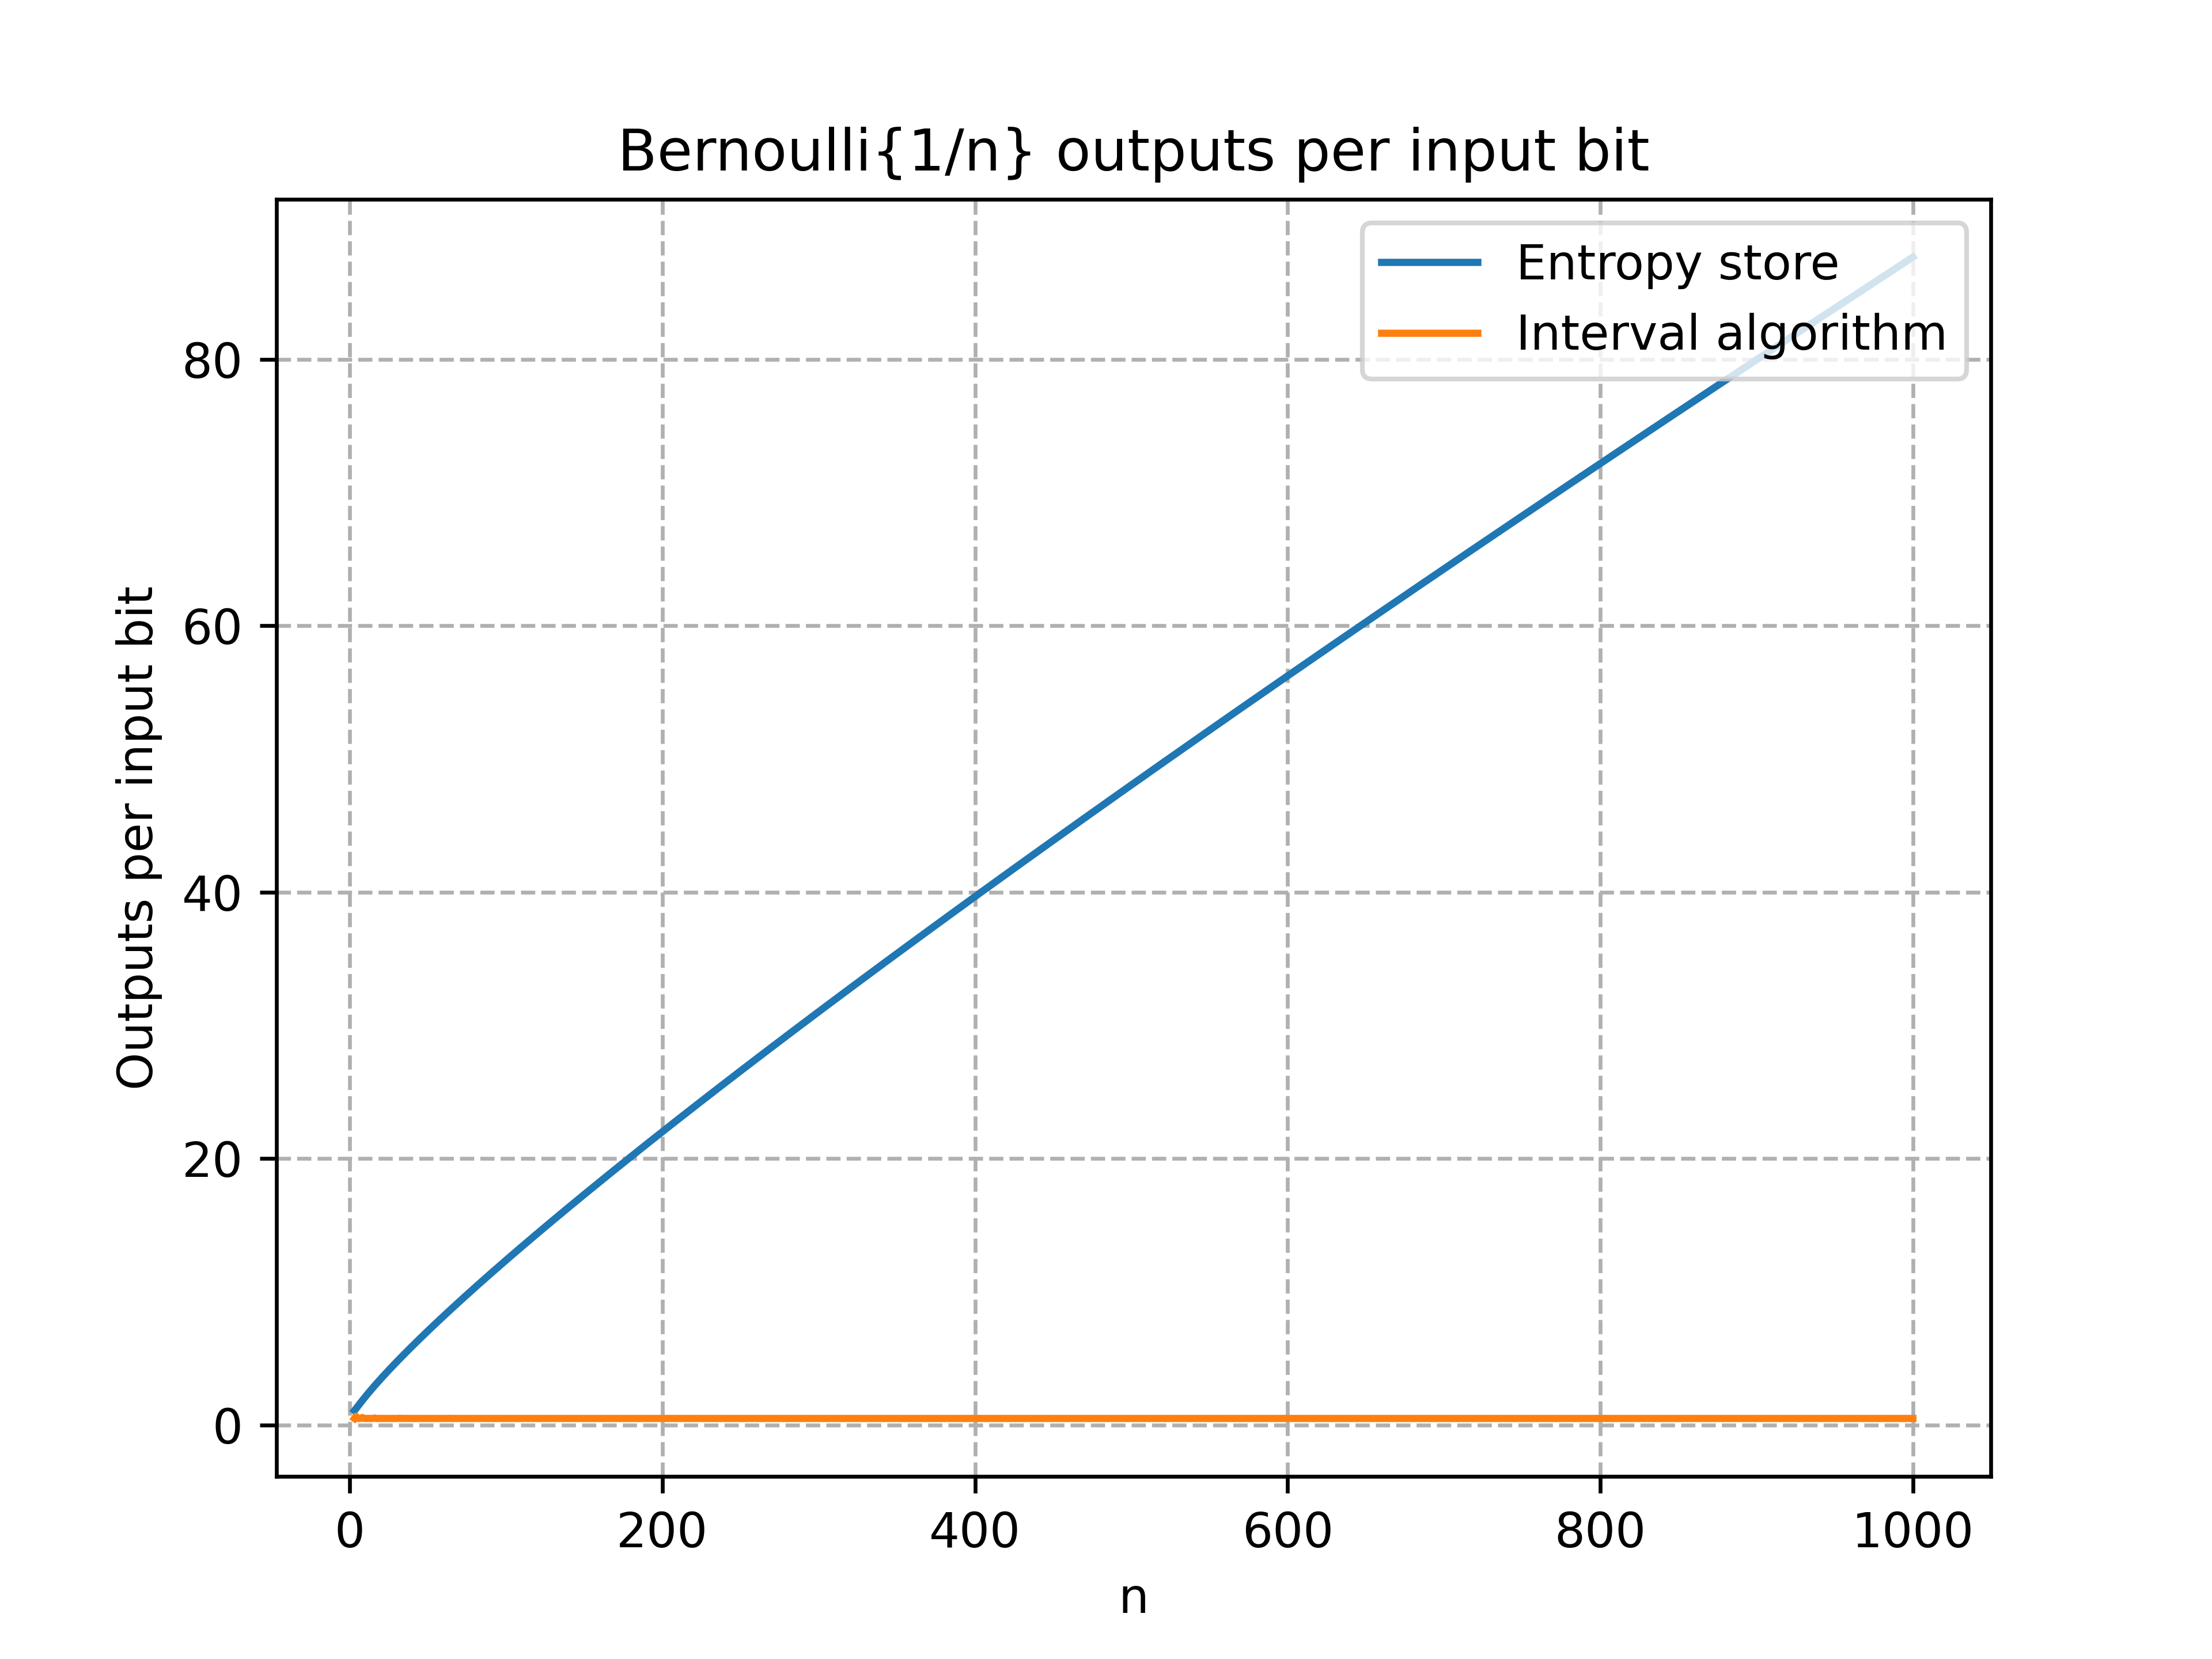 Bernoulli{1/n} outputs per input bit
Entropy store
Interval algorithm
Outputs per input bit
80
60
40
20
0
0 200 400 600 800 1000
n